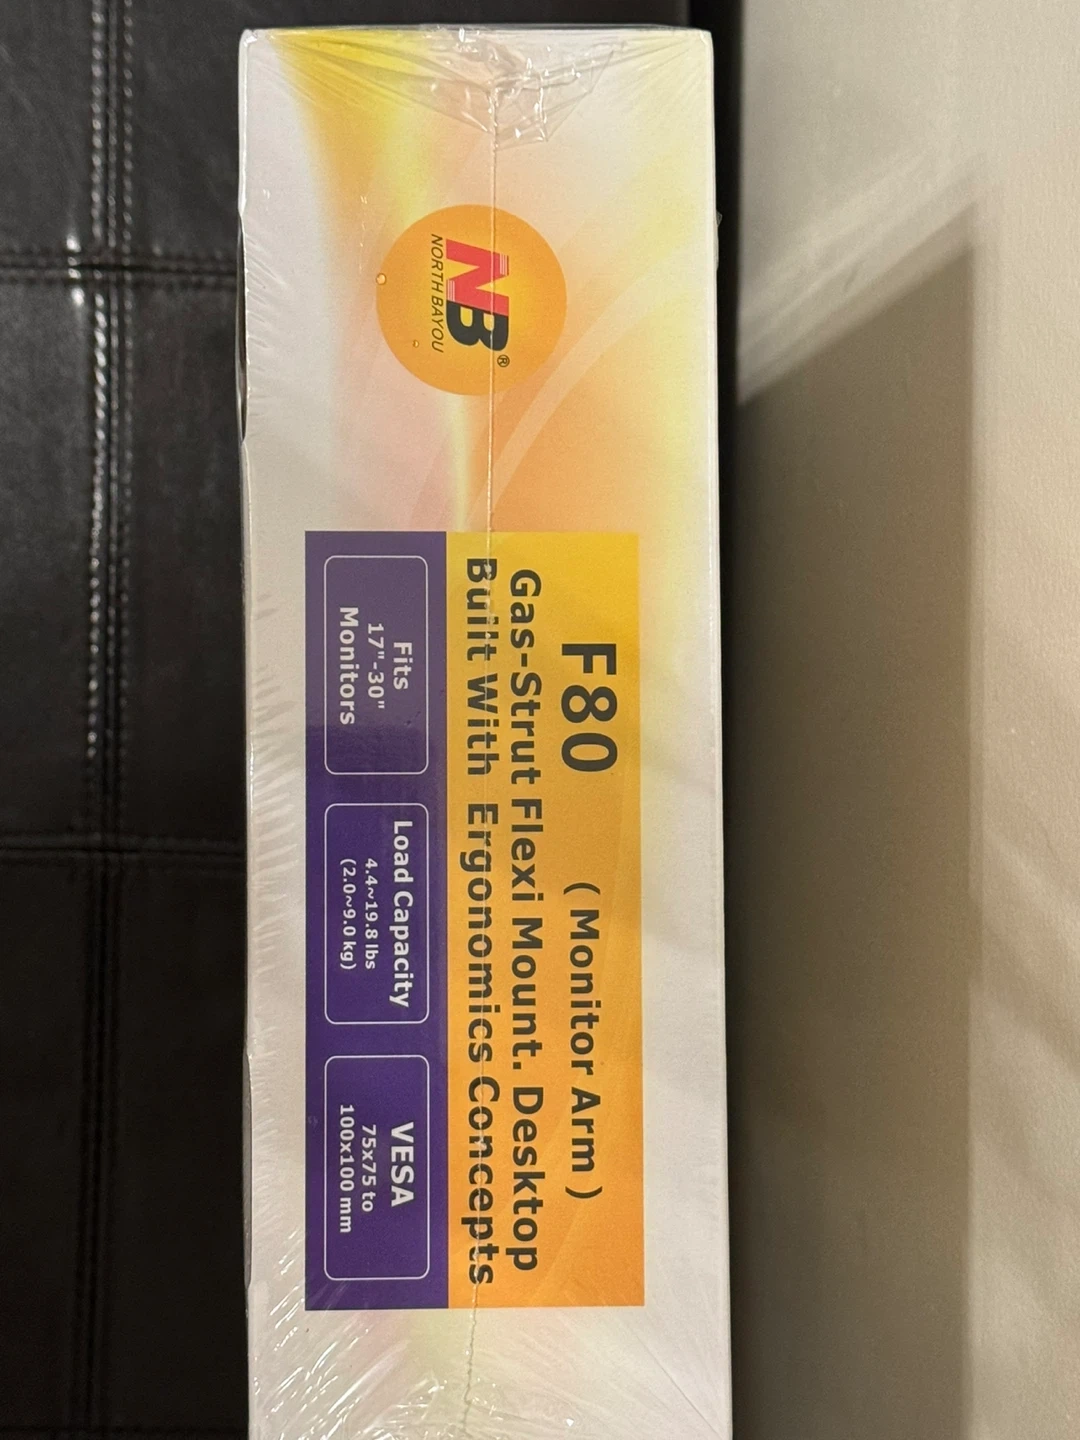 NB®
NORTH BAYOU
F80 ( Monitor Arm )
Gas-Strut Flexi Mount. Desktop
Built With Ergonomics Concepts
Fits
17"-30"
Monitors
Load Capacity
4.4~19.8 lbs
(2.0~9.0 kg)
VESA
75x75 to
100x100 mm